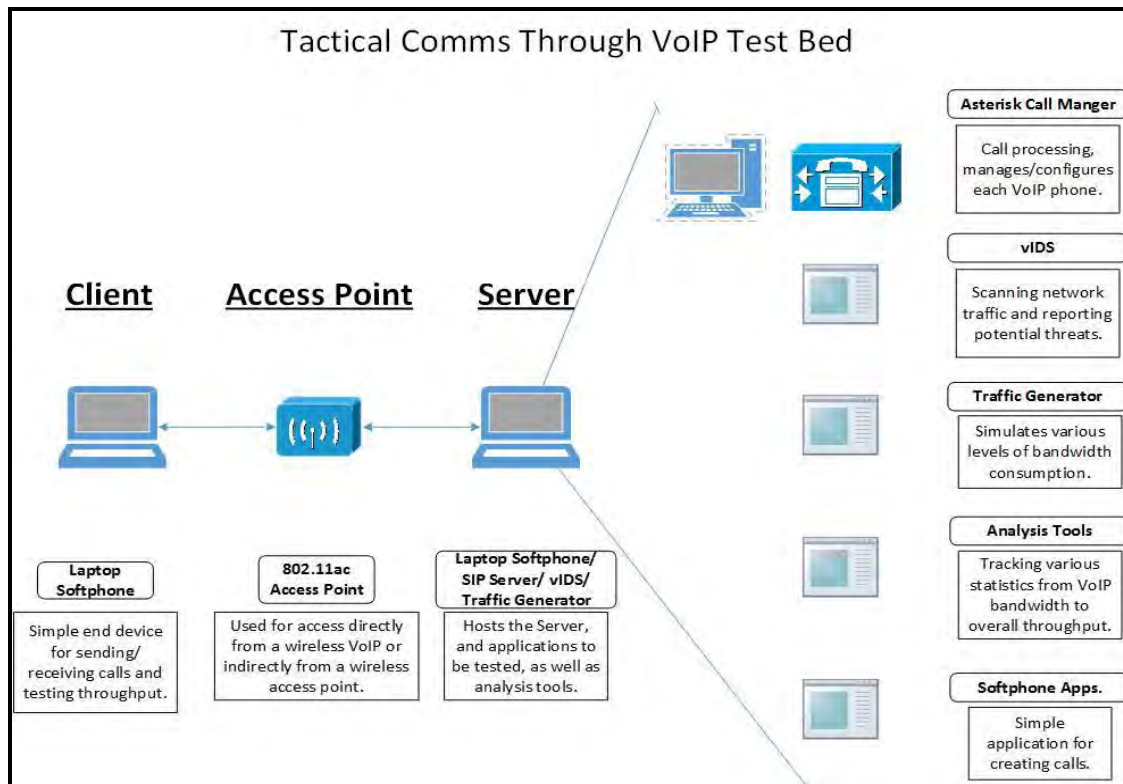 Tactical Comms Through VoIP Test Bed
Client
Access Point
Server
Laptop
Softphone
Simple end device
for sending/
receiving calls and
testing throughput.
802.11ac
Access Point
Used for access directly
from a wireless VoIP or
indirectly from a wireless
access point.
Laptop Softphone/
SIP Server/ vIDS/
Traffic Generator
Hosts the Server,
and applications to
be tested, as well as
analysis tools.
Asterisk Call Manger
Call processing,
manages/configures
each VoIP phone.
vIDS
Scanning network
traffic and reporting
potential threats.
Traffic Generator
Simulates various
levels of bandwidth
consumption.
Analysis Tools
Tracking various
statistics from VoIP
bandwidth to
overall throughput.
Softphone Apps.
Simple
application for
creating calls.